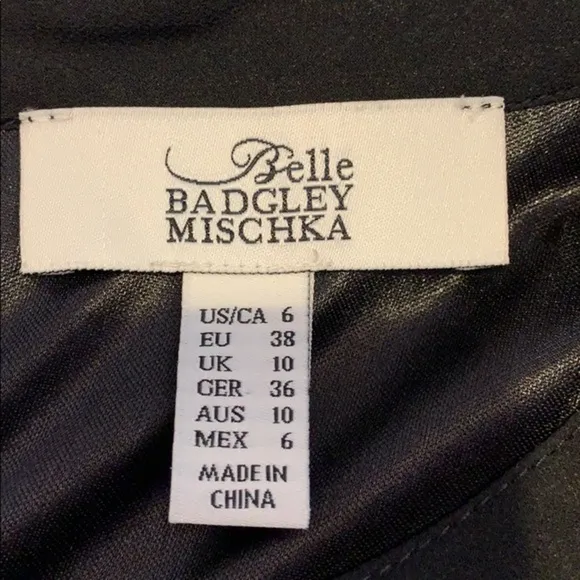 Belle
BADGLEY
MISCHKA
US/CA 6
EU 38
UK 10
GER 36
AUS 10
MEX 6
MADE IN
CHINA